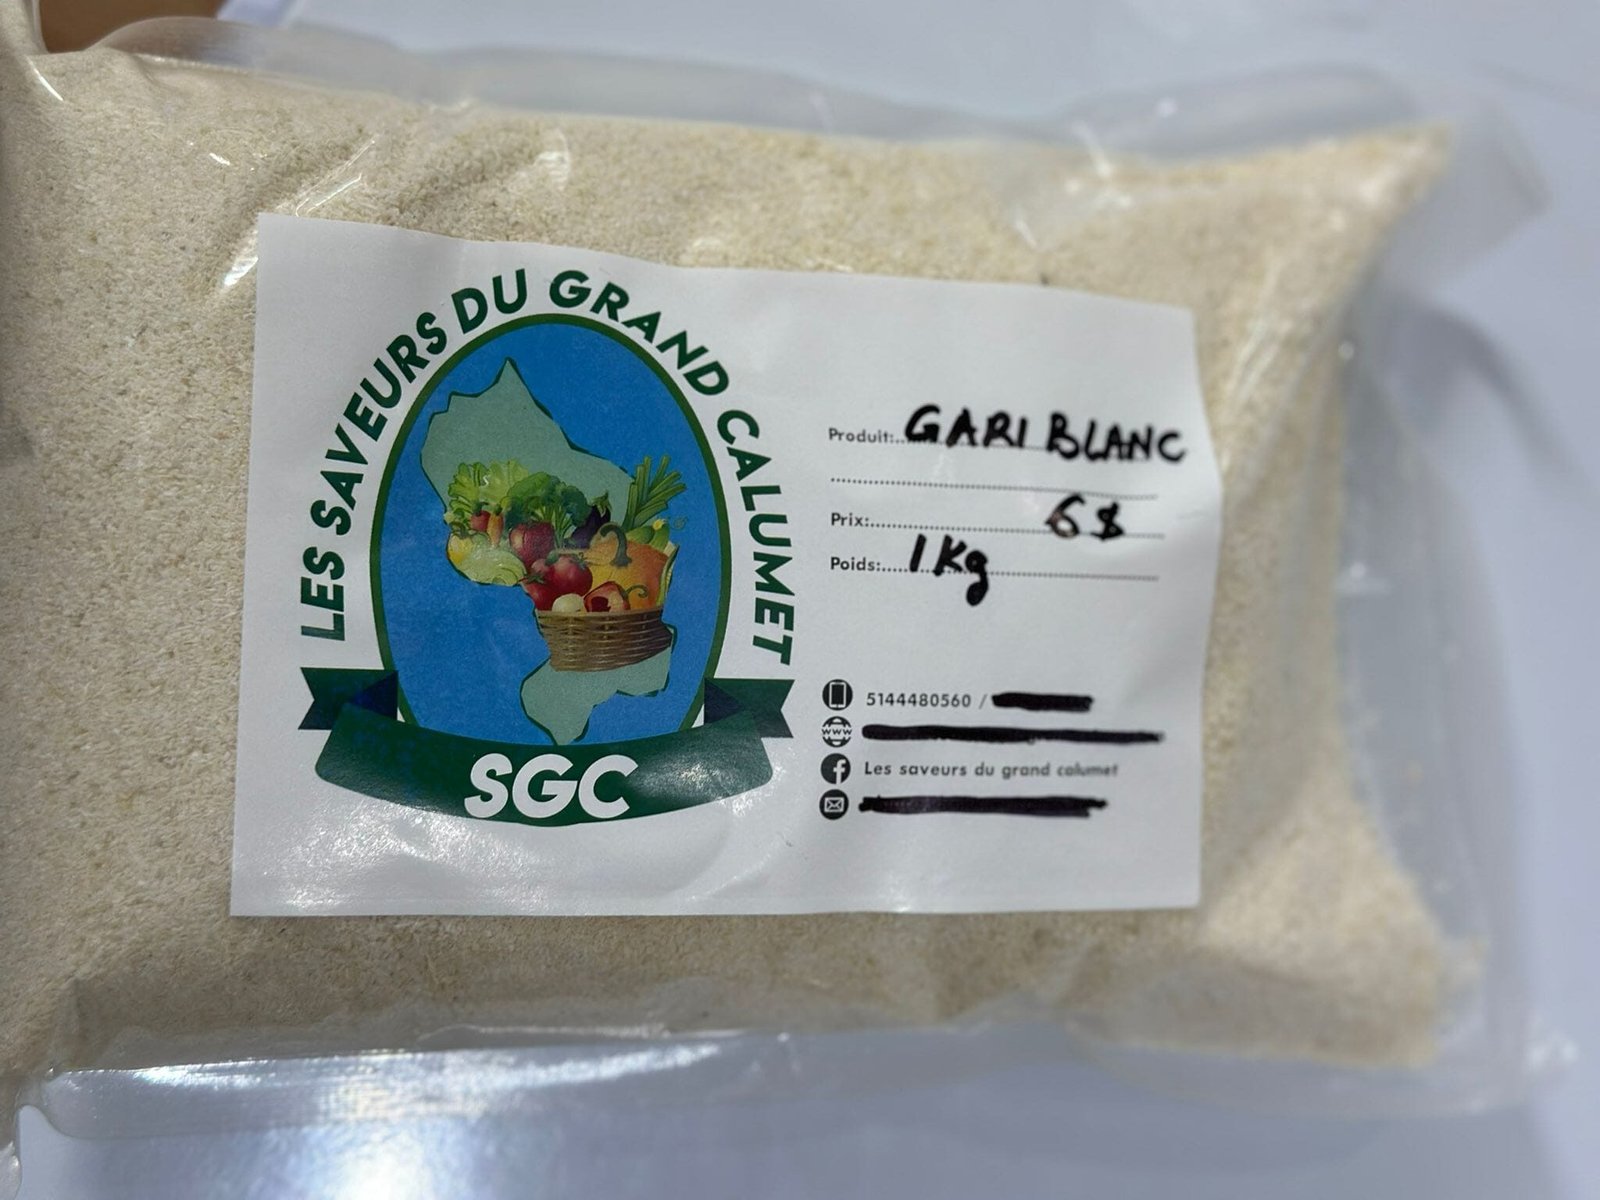 LES SAVEURS DU GRAND CALUMET
SGC
Produit:..GARI BLANC
Prix:..6$
Poids:..1Kg
5144480560 /
www
Les saveurs du grand calumet